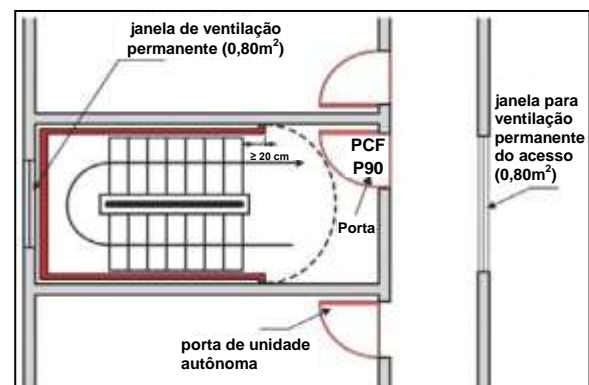 janela de ventilação
permanente (0,80m²)
janela para
ventilação
permanente
do acesso
(0,80m²)
PCF
P90
≥ 20 cm
Porta
porta de unidade
autônoma